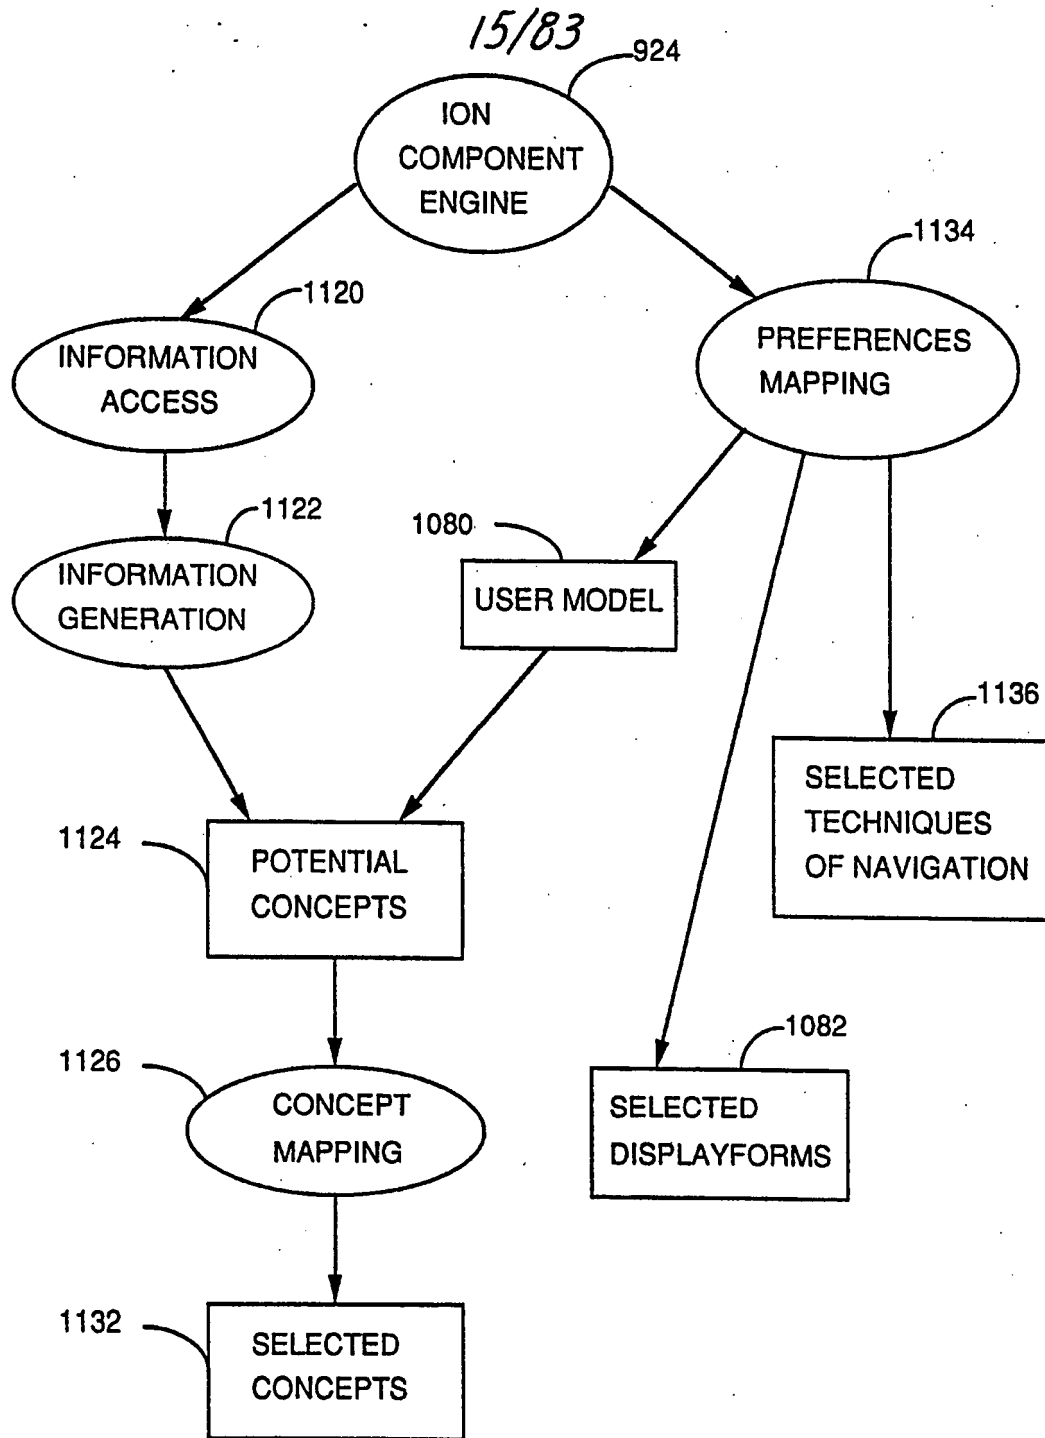 15/83
924
ION
COMPONENT
ENGINE
1134
1120
PREFERENCES
MAPPING
INFORMATION
ACCESS
1122
1080
INFORMATION
GENERATION
USER MODEL
1136
SELECTED
TECHNIQUES
OF NAVIGATION
1124
POTENTIAL
CONCEPTS
1082
1126
CONCEPT
MAPPING
SELECTED
DISPLAYFORMS
1132
SELECTED
CONCEPTS